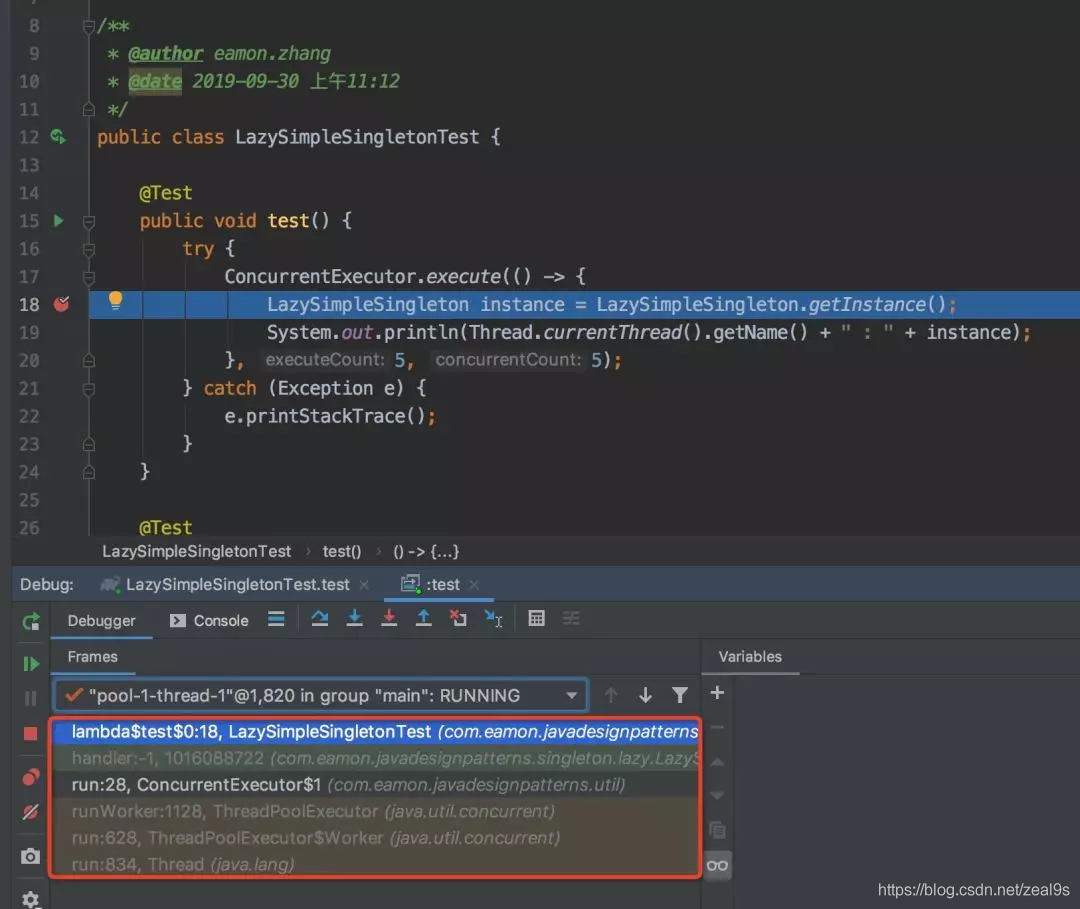 8 /**
9 * @author eamon.zhang
10 * @date 2019-09-30 上午11:12
11 */
12 public class LazySimpleSingletonTest {
13
14 @Test
15 public void test() {
16 try {
17 ConcurrentExecutor.execute(() -> {
18 LazySimpleSingleton instance = LazySimpleSingleton.getInstance();
19 System.out.println(Thread.currentThread().getName() + " : " + instance);
20 }, executeCount: 5, concurrentCount: 5);
21 } catch (Exception e) {
22 e.printStackTrace();
23 }
24 }
25
26 @Test
LazySimpleSingletonTest › test() › () -> {...}
Debug: LazySimpleSingletonTest.test × :test ×
Debugger Console
Frames Variables
"pool-1-thread-1"@1,820 in group "main": RUNNING
lambda$test$0:18, LazySimpleSingletonTest (com.eamon.javadesignpatterns
handler:-1, 1016088722 (com.eamon.javadesignpatterns.singleton.lazy.LazyS
run:28, ConcurrentExecutor$1 (com.eamon.javadesignpatterns.util)
runWorker:1128, ThreadPoolExecutor (java.util.concurrent)
run:628, ThreadPoolExecutor$Worker (java.util.concurrent)
run:834, Thread (java.lang)
https://blog.csdn.net/zeal9s